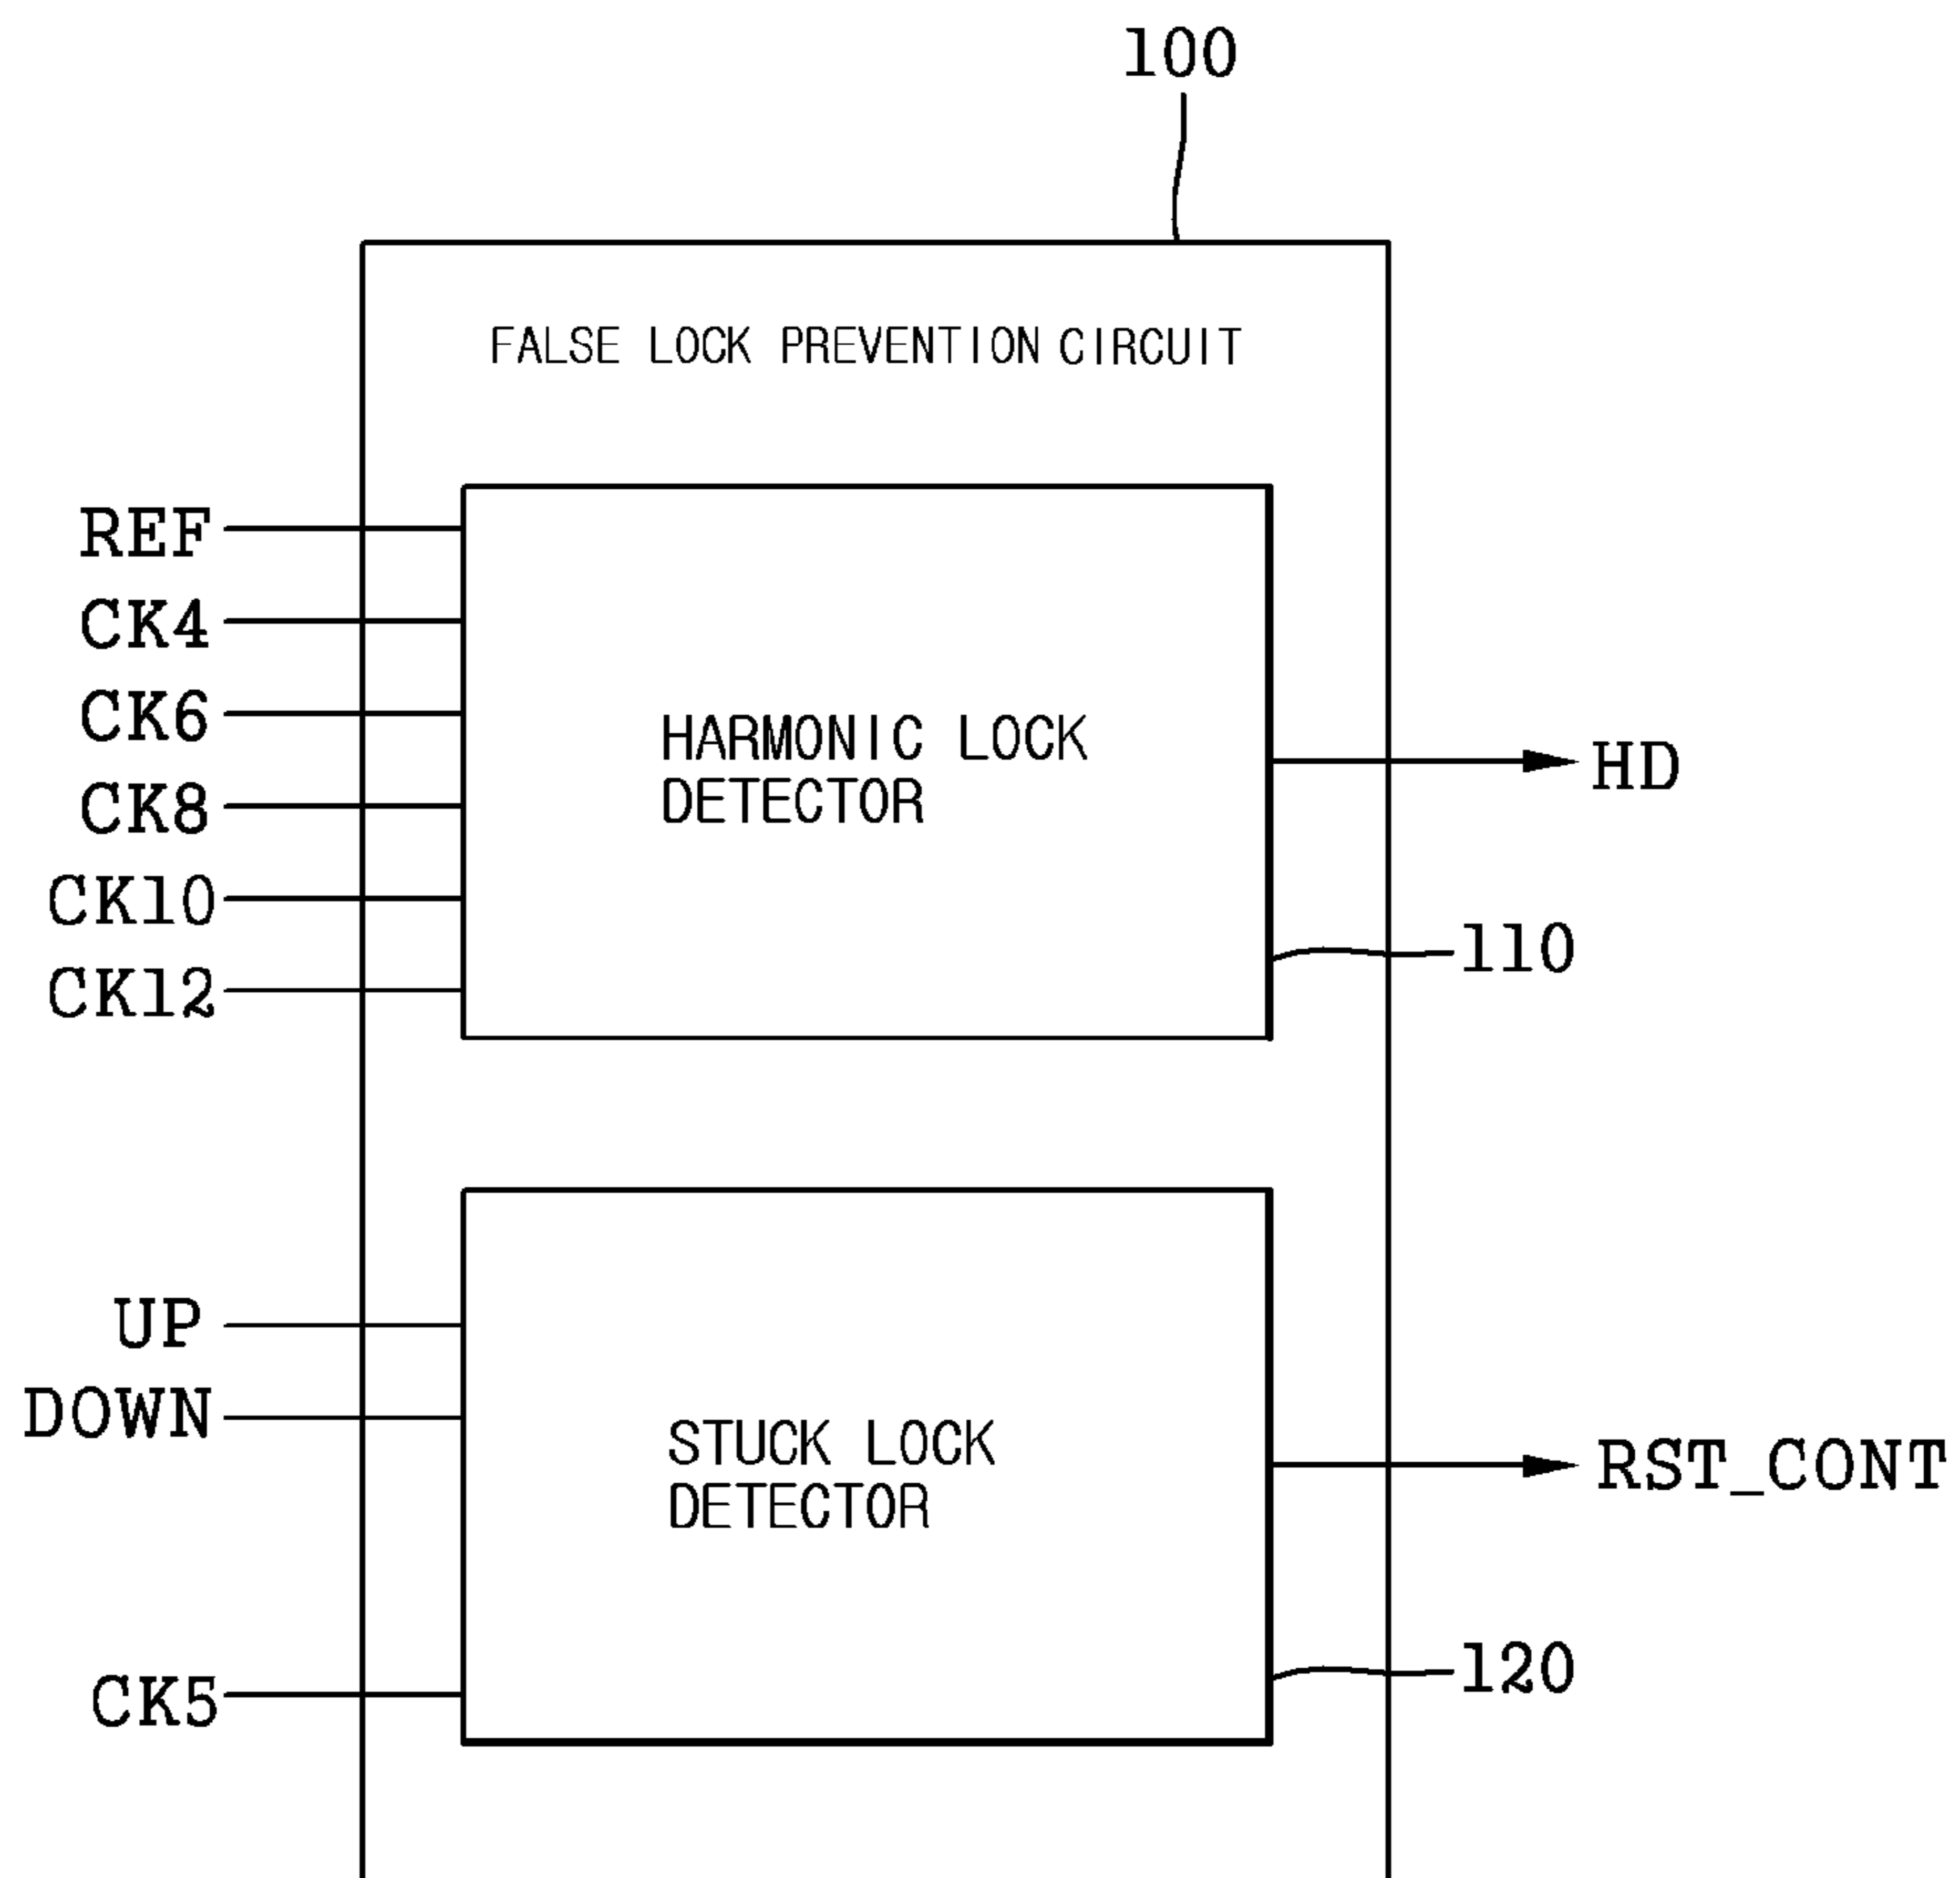 100
FALSE LOCK PREVENTION CIRCUIT
REF
CK4
CK6
CK8
CK10
CK12
HARMONIC LOCK
DETECTOR
HD
110
UP
DOWN
CK5
STUCK LOCK
DETECTOR
RST_CONT
120